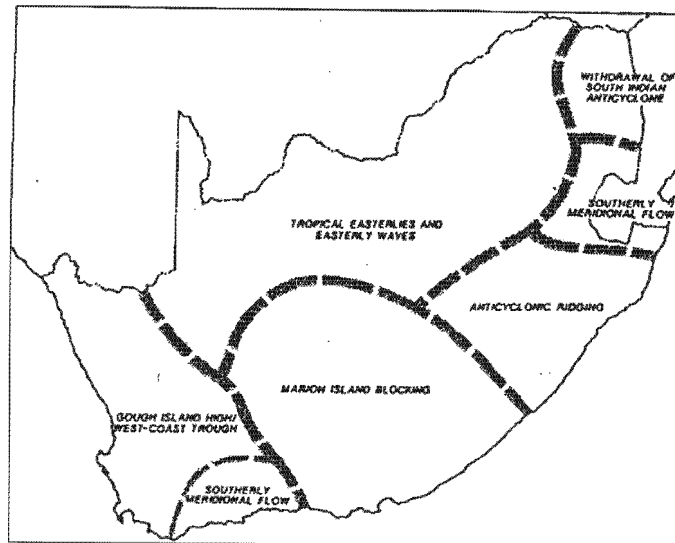 WITHDRAWAL OF
SOUTH INDIAN
ANTICYCLONE
SOUTHERLY
MERIDIONAL FLOW
TROPICAL EASTERLIES AND
EASTERLY WAVES
ANTICYCLONIC RIDGING
MARION ISLAND BLOCKING
GOUGH ISLAND HIGH/
WEST-COAST TROUGH
SOUTHERLY
MERIDIONAL FLOW